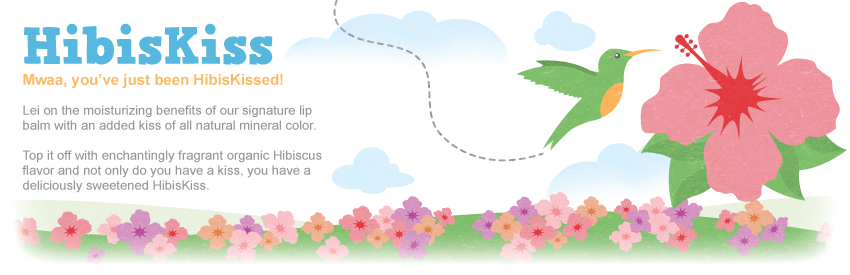 HibisKiss
Mwaa, you've just been HibisKissed!
Lei on the moisturizing benefits of our signature lip
balm with an added kiss of all natural mineral color.
Top it off with enchantingly fragrant organic Hibiscus
flavor and not only do you have a kiss, you have a
deliciously sweetened HibisKiss.